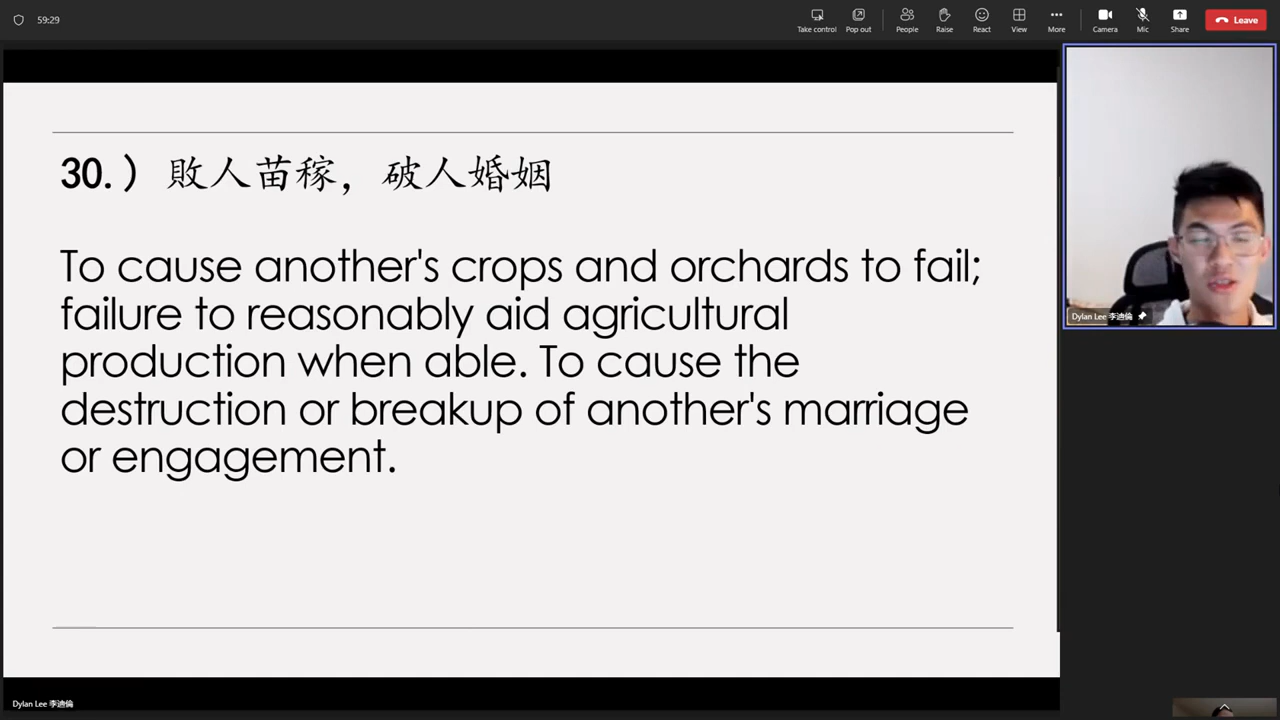 59:29
Take control
Pop out
People
Raise
React
View
More
Camera
Mic
Share
Leave
30.）敗人苗稼，破人婚姻
To cause another's crops and orchards to fail;
failure to reasonably aid agricultural
production when able. To cause the
destruction or breakup of another's marriage
or engagement.
Dylan Lee 李迪倫
Dylan Lee 李迪倫